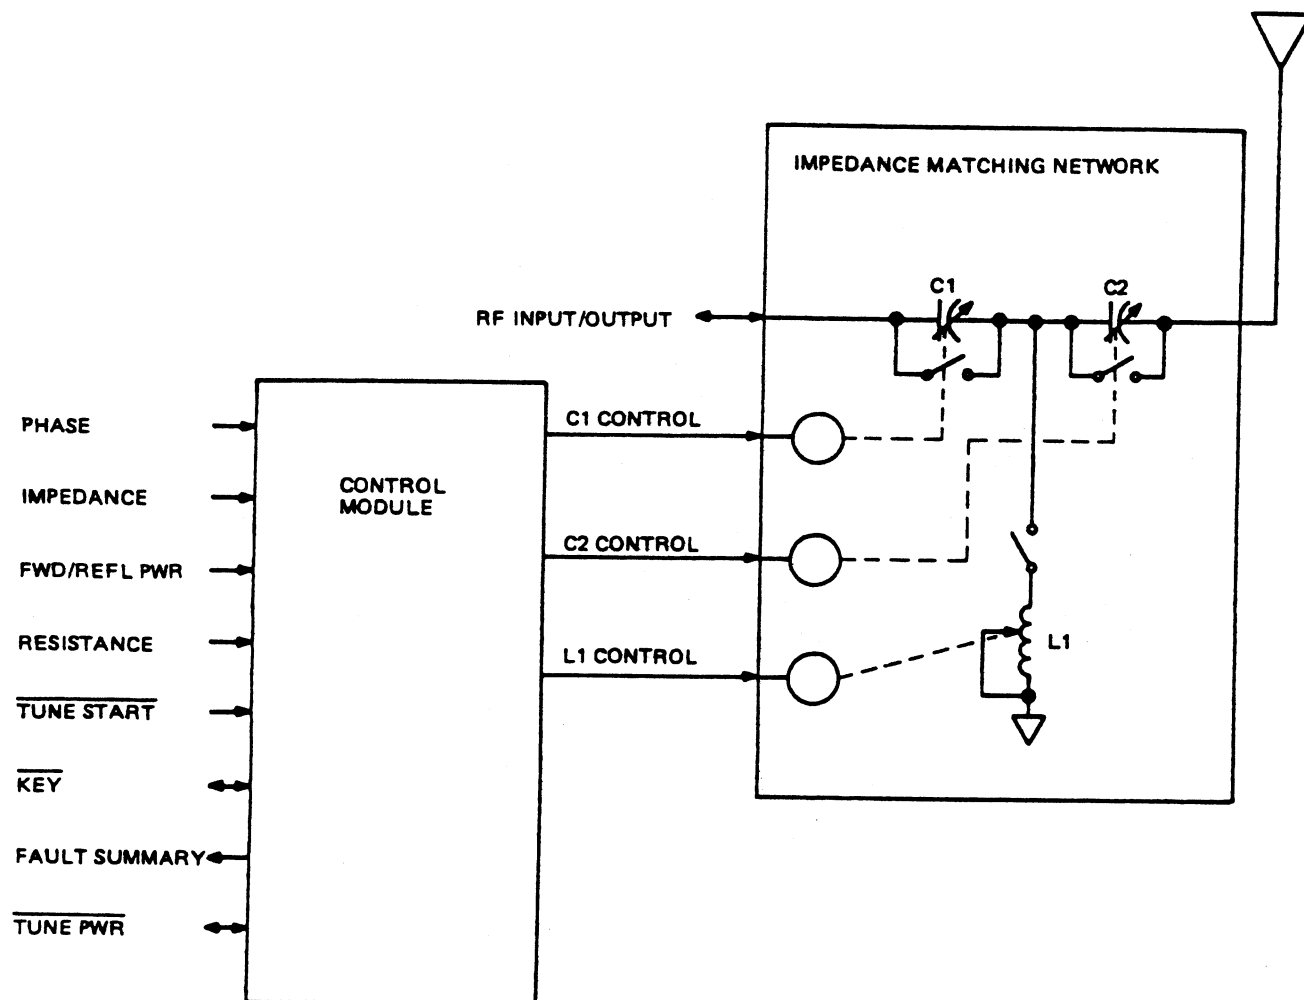 IMPEDANCE MATCHING NETWORK
C1
C2
RF INPUT/OUTPUT
PHASE
C1 CONTROL
CONTROL
MODULE
IMPEDANCE
C2 CONTROL
FWD/REFL PWR
RESISTANCE
L1 CONTROL
L1
TUNE START
KEY
FAULT SUMMARY
TUNE PWR